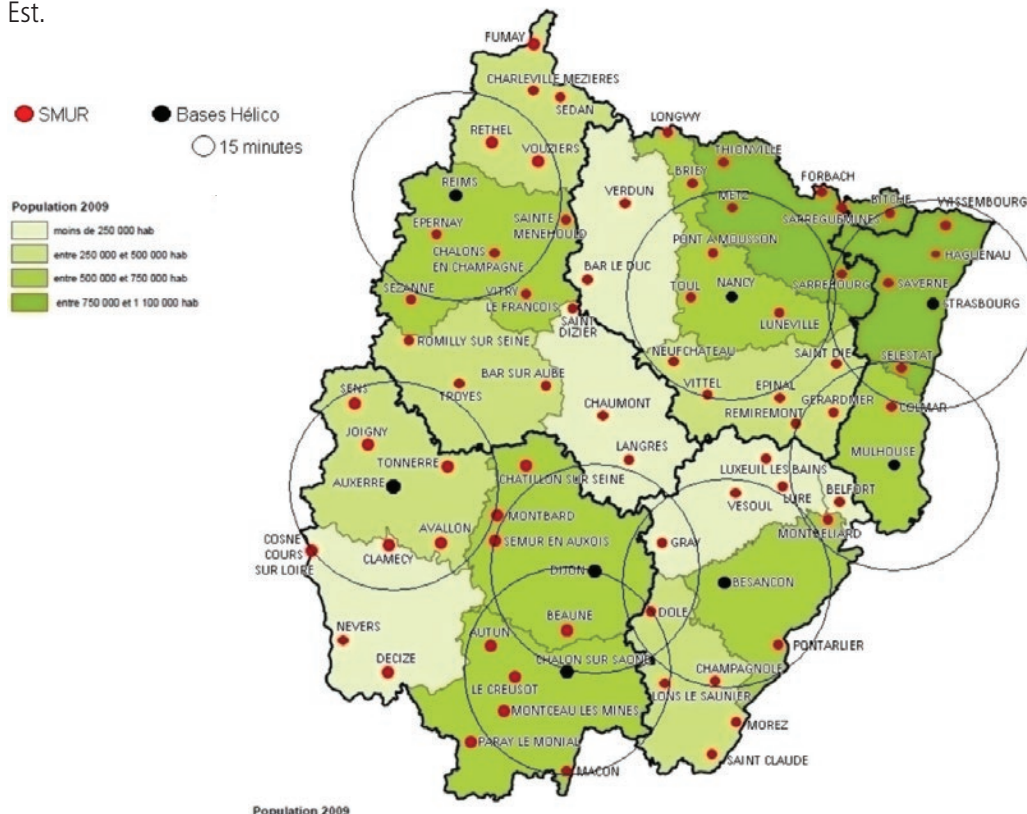 Est.
FUMAY
CHARLEVILLE MEZIERES
SEDAN
SMUR
Bases Hélico
15 minutes
LONGWY
RETHEL
VOUZIERS
THIONVILLE
BRIEY
FORBACH
REIMS
VERDUN
METZ
BITCHE
WISSEMBOURG
Population 2009
moins de 250 000 hab
entre 250 000 et 500 000 hab
entre 500 000 et 750 000 hab
entre 750 000 et 1 100 000 hab
EPERNAY
SAINTE
MENEHOULD
SARREGUEMINES
CHALONS
EN CHAMPAGNE
PONT A MOUSSON
HAGUENAU
BAR LE DUC
SARREBOURG
SAVERNE
SEZANNE
VITRY
LE FRANCOIS
TOUL
NANCY
STRASBOURG
SAINT
DIZIER
LUNEVILLE
ROMILLY SUR SEINE
NEUFCHATEAU
SAINT DIE
SELESTAT
BAR SUR AUBE
TROYES
VITTEL
EPINAL
GERARDMER
COLMAR
SENS
CHAUMONT
REMIREMONT
JOIGNY
LANGRES
MULHOUSE
TONNERRE
CHATILLON SUR SEINE
LUXEUIL LES BAINS
AUXERRE
LURE
BELFORT
VESOUL
MONTBARD
MONTBELIARD
COSNE
COURS
SUR LOIRE
CLAMECY
AVALLON
SEMUR EN AUXOIS
GRAY
DIJON
BESANCON
BEAUNE
DOLE
NEVERS
AUTUN
PONTARLIER
DECIZE
CHALON SUR SAONE
CHAMPAGNOLE
LE CREUSOT
LONS LE SAUNIER
MONTCEAU LES MINES
MOREZ
PARAY LE MONIAL
SAINT CLAUDE
MACON
Population 2009